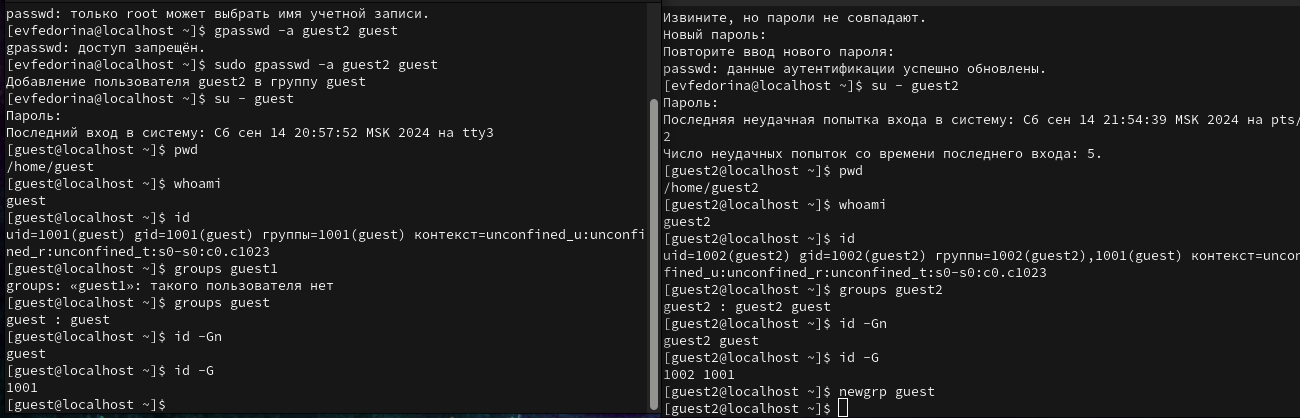 passwd: только root может выбрать имя учетной записи.
[evfedorina@localhost ~]$ gpasswd -a guest2 guest
gpasswd: доступ запрещён.
[evfedorina@localhost ~]$ sudo gpasswd -a guest2 guest
Добавление пользователя guest2 в группу guest
[evfedorina@localhost ~]$ su - guest
Пароль:
Последний вход в систему: Сб сен 14 20:57:52 MSK 2024 на tty3
[guest@localhost ~]$ pwd
/home/guest
[guest@localhost ~]$ whoami
guest
[guest@localhost ~]$ id
uid=1001(guest) gid=1001(guest) группы=1001(guest) контекст=unconfined_u:unconfi
ned_r:unconfined_t:s0-s0:c0.c1023
[guest@localhost ~]$ groups guest1
groups: «guest1»: такого пользователя нет
[guest@localhost ~]$ groups guest
guest : guest
[guest@localhost ~]$ id -Gn
guest
[guest@localhost ~]$ id -G
1001
[guest@localhost ~]$
Извините, но пароли не совпадают.
Новый пароль:
Повторите ввод нового пароля:
passwd: данные аутентификации успешно обновлены.
[evfedorina@localhost ~]$ su - guest2
Пароль:
Последняя неудачная попытка входа в систему: Сб сен 14 21:54:39 MSK 2024 на pts/
2
Число неудачных попыток со времени последнего входа: 5.
[guest2@localhost ~]$ pwd
/home/guest2
[guest2@localhost ~]$ whoami
guest2
[guest2@localhost ~]$ id
uid=1002(guest2) gid=1002(guest2) группы=1002(guest2),1001(guest) контекст=uncon
fined_u:unconfined_r:unconfined_t:s0-s0:c0.c1023
[guest2@localhost ~]$ groups guest2
guest2 : guest2 guest
[guest2@localhost ~]$ id -Gn
guest2 guest
[guest2@localhost ~]$ id -G
1002 1001
[guest2@localhost ~]$ newgrp guest
[guest2@localhost ~]$